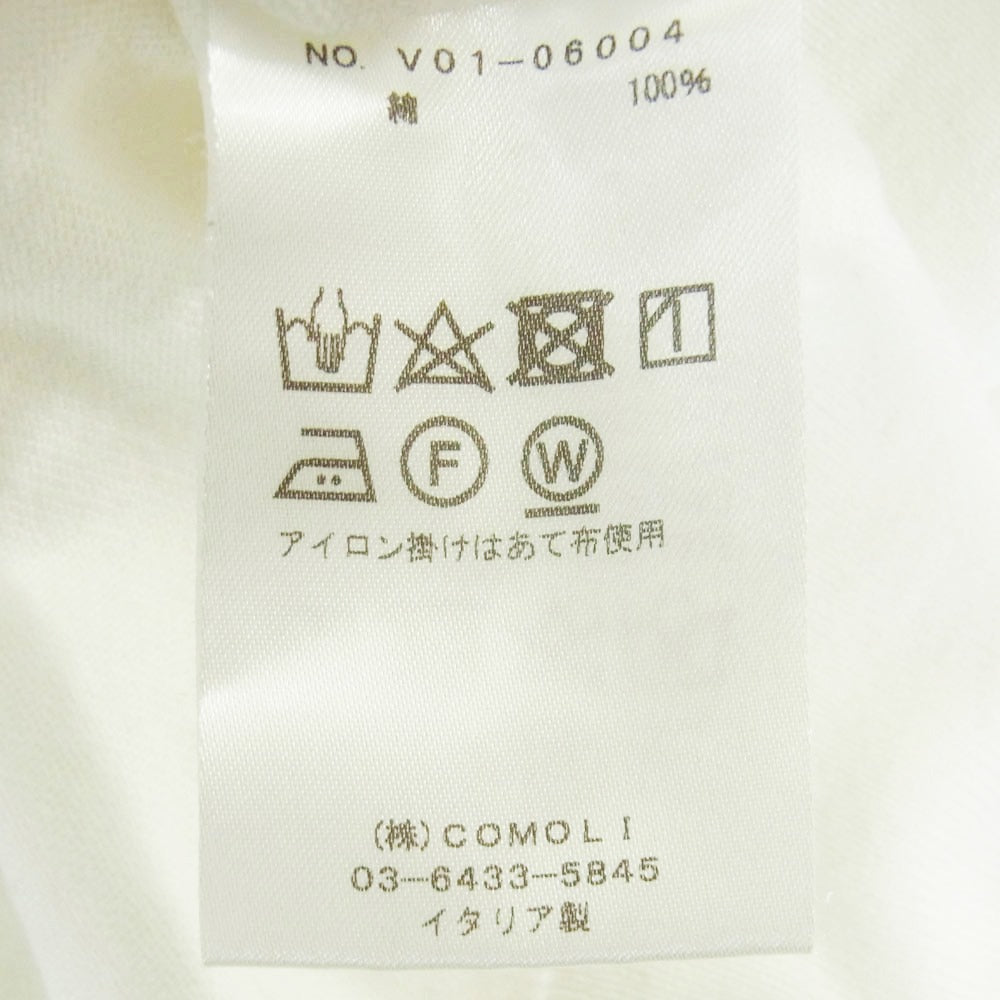 NO. V01-06004
綿 100%
F W
アイロン掛けはあて布使用
(株)COMOLI
03-6433-5845
イタリア製